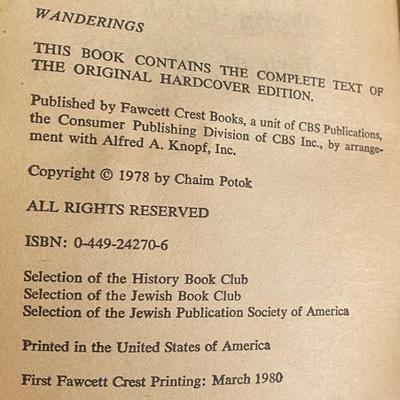 WANDERINGS
THIS BOOK CONTAINS THE COMPLETE TEXT OF
THE ORIGINAL HARDCOVER EDITION.
Published by Fawcett Crest Books, a unit of CBS Publications,
the Consumer Publishing Division of CBS Inc., by arrange-
ment with Alfred A. Knopf, Inc.
Copyright © 1978 by Chaim Potok
ALL RIGHTS RESERVED
ISBN: 0-449-24270-6
Selection of the History Book Club
Selection of the Jewish Book Club
Selection of the Jewish Publication Society of America
Printed in the United States of America
First Fawcett Crest Printing: March 1980